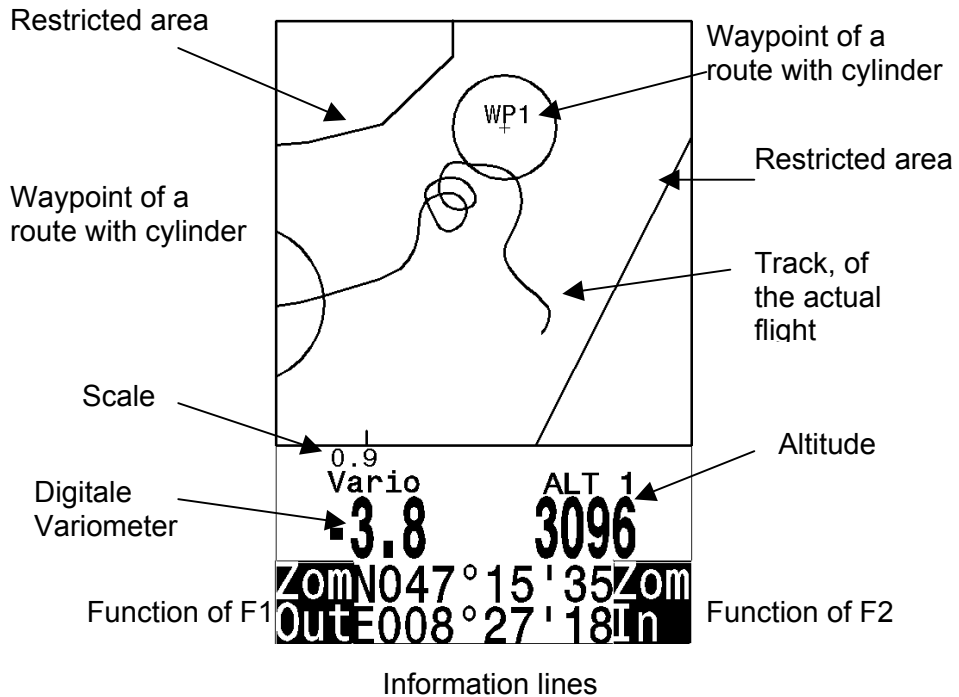 Restricted area
Waypoint of a
route with cylinder
WP1
Restricted area
Waypoint of a
route with cylinder
Track, of
the actual
flight
Scale
0.9
Altitude
Vario
ALT 1
Digitale
Variometer
-3.8
3096
Function of F1
Zom
Out
N047°15'35
E008°27'18
Zom
In
Function of F2
Information lines